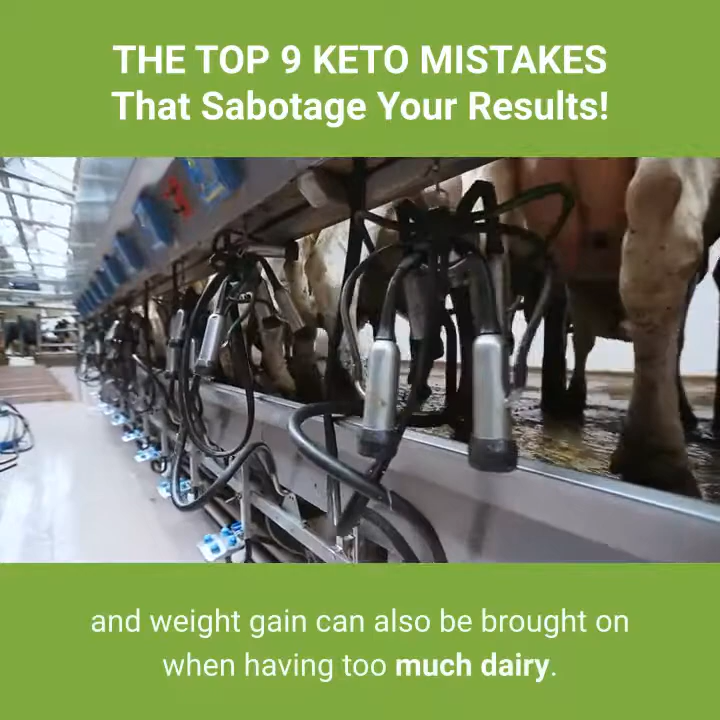 THE TOP 9 KETO MISTAKES
That Sabotage Your Results!
and weight gain can also be brought on
when having too much dairy.